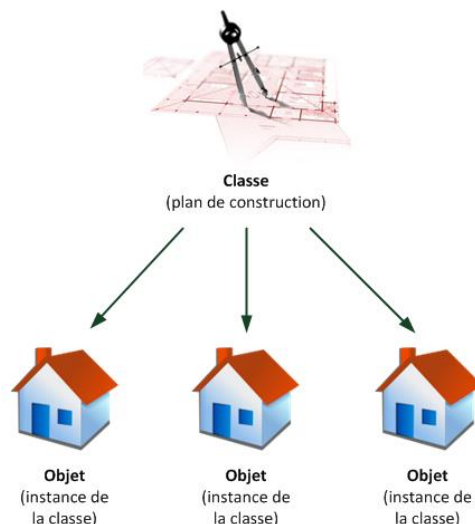 Classe
(plan de construction)
Objet
(instance de
la classe)
Objet
(instance de
la classe)
Objet
(instance de
la classe)